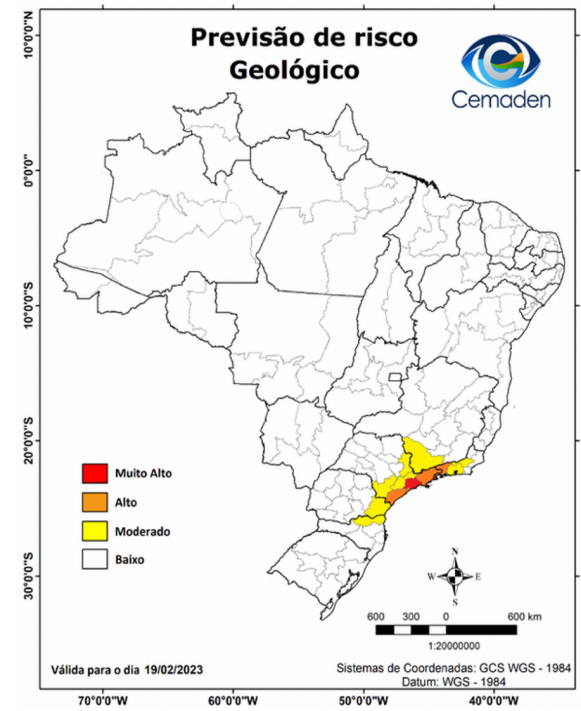 Previsão de risco
Geológico
Cemaden
10°0'0"N
0°0'0"
10°0'0"S
20°0'0"S
30°0'0"S
Muito Alto
Alto
Moderado
Baixo
N
W
E
S
600 300 0 600 km
1:20000000
Válida para o dia 19/02/2023
Sistemas de Coordenadas: GCS WGS - 1984
Datum: WGS - 1984
70°0'0"W 60°0'0"W 50°0'0"W 40°0'0"W